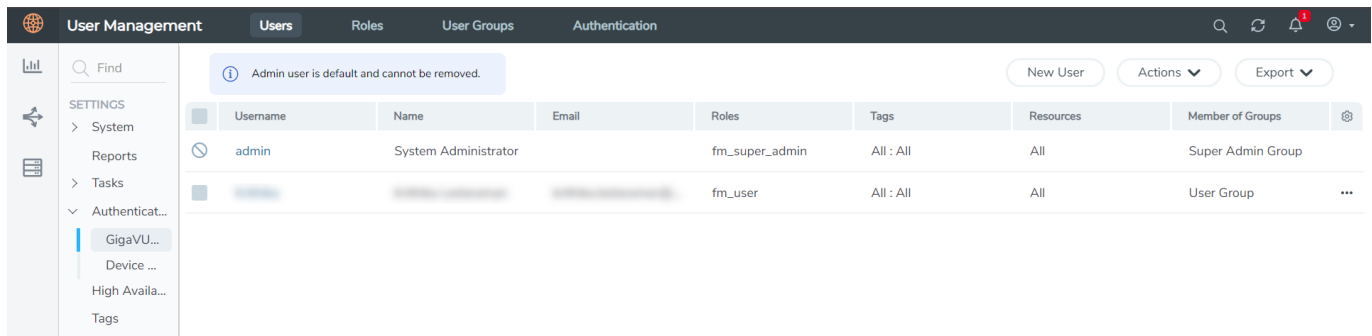 User Management Users Roles User Groups Authentication 1
Find
Admin user is default and cannot be removed. New User Actions Export
SETTINGS
System
Reports
Tasks
Authenticat...
GigaVU...
Device ...
High Availa...
Tags
Username Name Email Roles Tags Resources Member of Groups
admin System Administrator fm_super_admin All : All All Super Admin Group
fm_user All : All All User Group